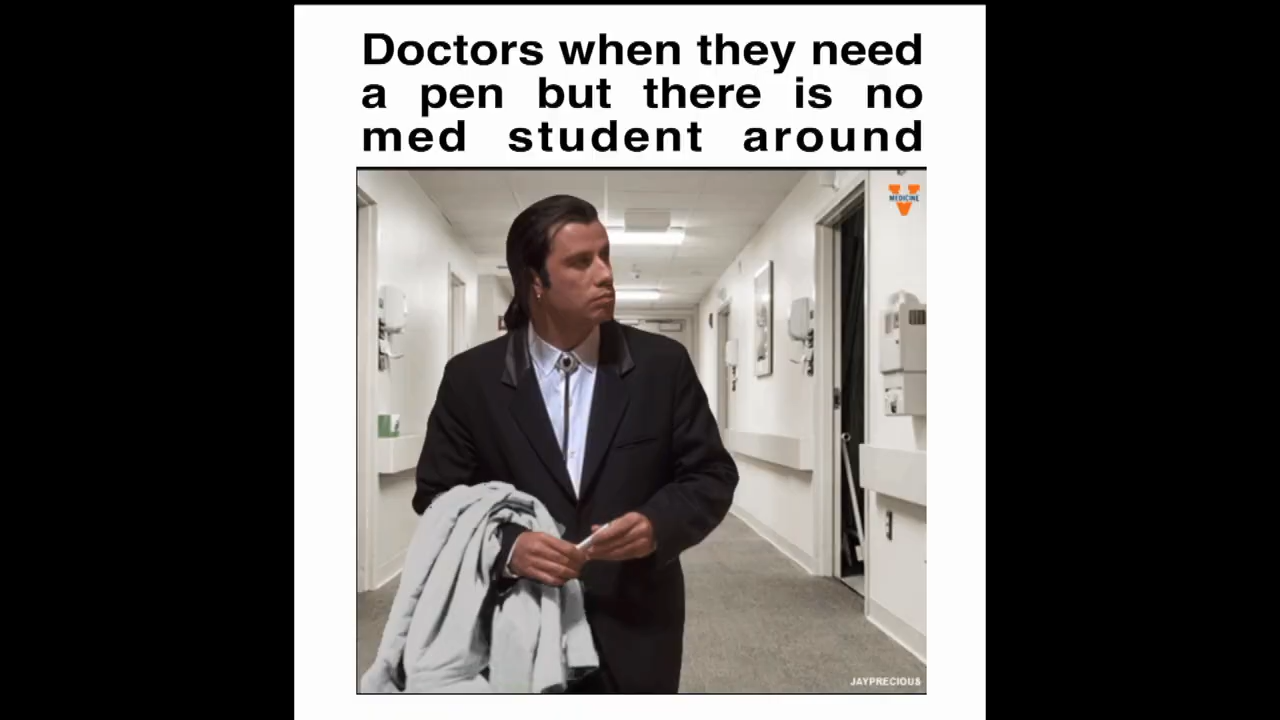 Doctors when they need
a pen but there is no
med student around
V
MEDICINE
JAYPRECIOUS